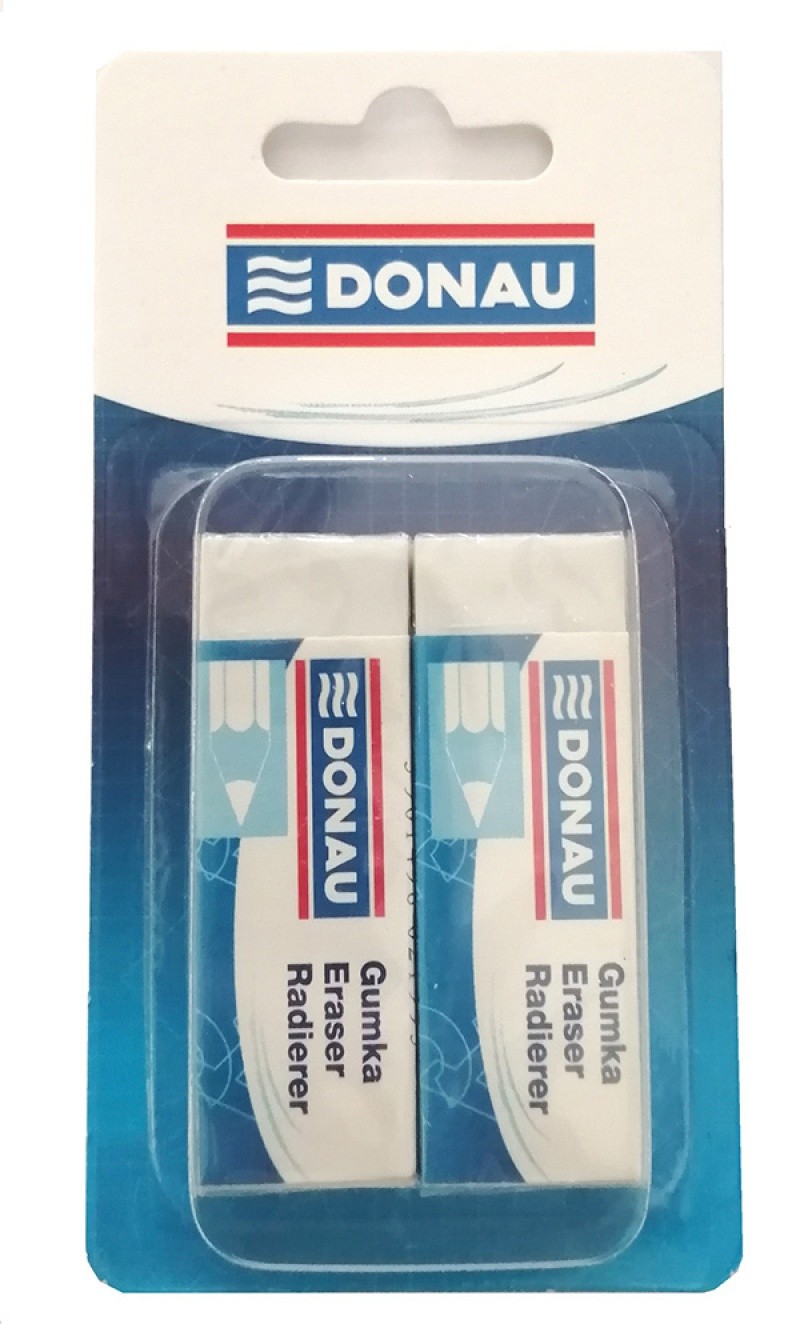 DONAU
DONAU
Gumka
Eraser
Radierer
DONAU
Gumka
Eraser
Radierer